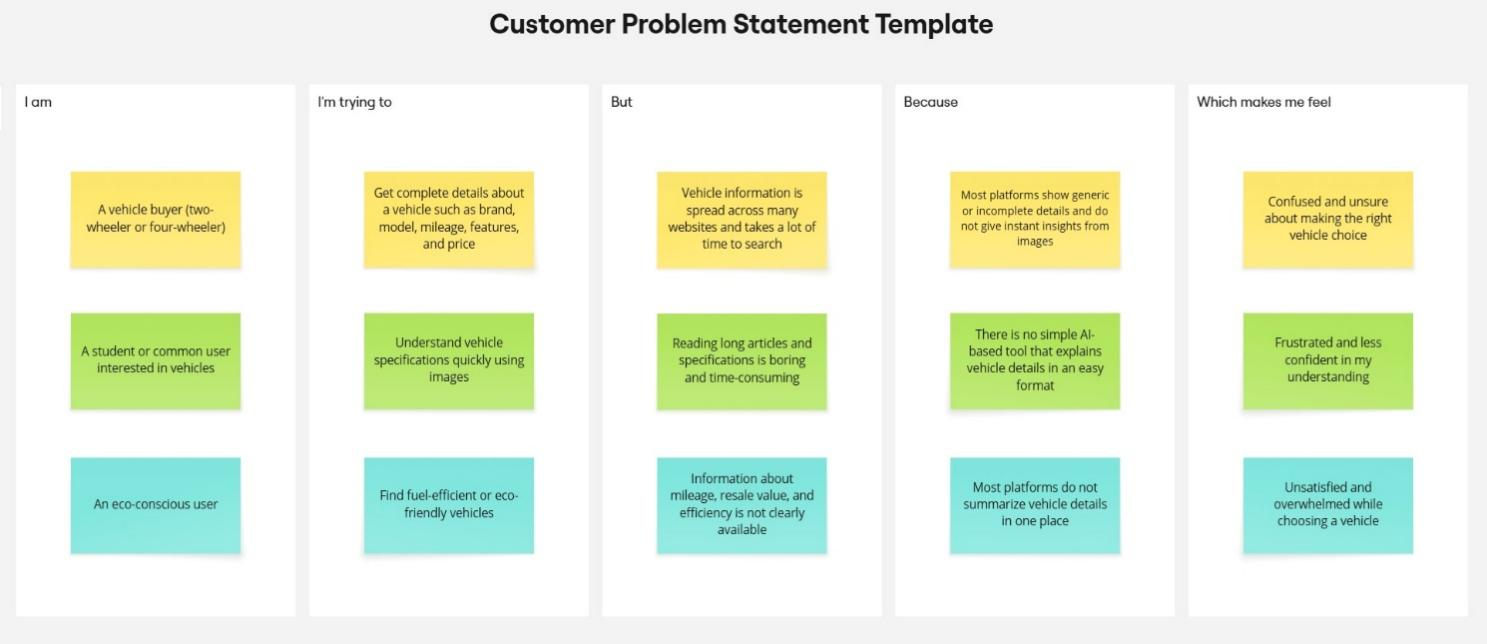 Customer Problem Statement Template
I am
A vehicle buyer (two-
wheeler or four-wheeler)
A student or common user
interested in vehicles
An eco-conscious user
I'm trying to
Get complete details about
a vehicle such as brand,
model, mileage, features,
and price
Understand vehicle
specifications quickly using
images
Find fuel-efficient or eco-
friendly vehicles
But
Vehicle information is
spread across many
websites and takes a lot of
time to search
Reading long articles and
specifications is boring
and time-consuming
Information about
mileage, resale value, and
efficiency is not clearly
available
Because
Most platforms show generic
or incomplete details and do
not give instant insights from
images
There is no simple AI-
based tool that explains
vehicle details in an easy
format
Most platforms do not
summarize vehicle details
in one place
Which makes me feel
Confused and unsure
about making the right
vehicle choice
Frustrated and less
confident in my
understanding
Unsatisfied and
overwhelmed while
choosing a vehicle